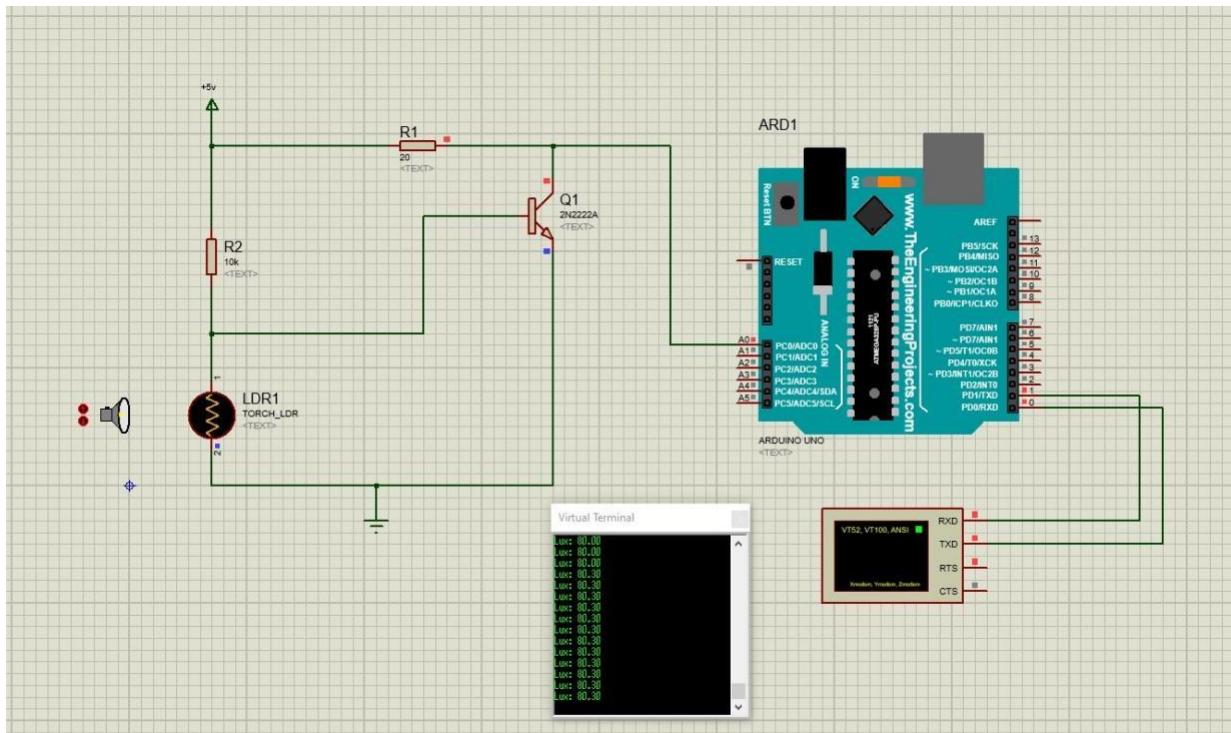 +5v
R1
20
<TEXT>
Q1
2N2222A
<TEXT>
R2
10k
<TEXT>
LDR1
TORCH_LDR
<TEXT>
1
2
ARD1
Reset BTN
ON
www.TheEngineeringProjects.com
RESET
ANALOG IN
AREF
PB5/SCK
13
PB4/MISO
12
~ PB3/MOSI/OC2A
11
~ PB2/OC1B
10
~ PB1/OC1A
9
PB0/ICP1/CLKO
8
PD7/AIN1
7
~ PD7/AIN1
6
~ PD5/T1/OC0B
5
PD4/T0/XCK
4
~ PD3/INT1/OC2B
3
PD2/INT0
2
PD1/TXD
1
PD0/RXD
0
A0
PC0/ADC0
A1
PC1/ADC1
A2
PC2/ADC2
A3
PC3/ADC3
A4
PC4/ADC4/SDA
A5
PC5/ADC5/SCL
ARDUINO UNO
<TEXT>
VT52, VT100, ANSI
Xmodem, Ymodem, Zmodem
RXD
TXD
RTS
CTS
Virtual Terminal
Lux: 80.00
Lux: 80.00
Lux: 80.00
Lux: 80.30
Lux: 80.30
Lux: 80.30
Lux: 80.30
Lux: 80.30
Lux: 80.30
Lux: 80.30
Lux: 80.30
Lux: 80.30
Lux: 80.30
Lux: 80.30
Lux: 80.30